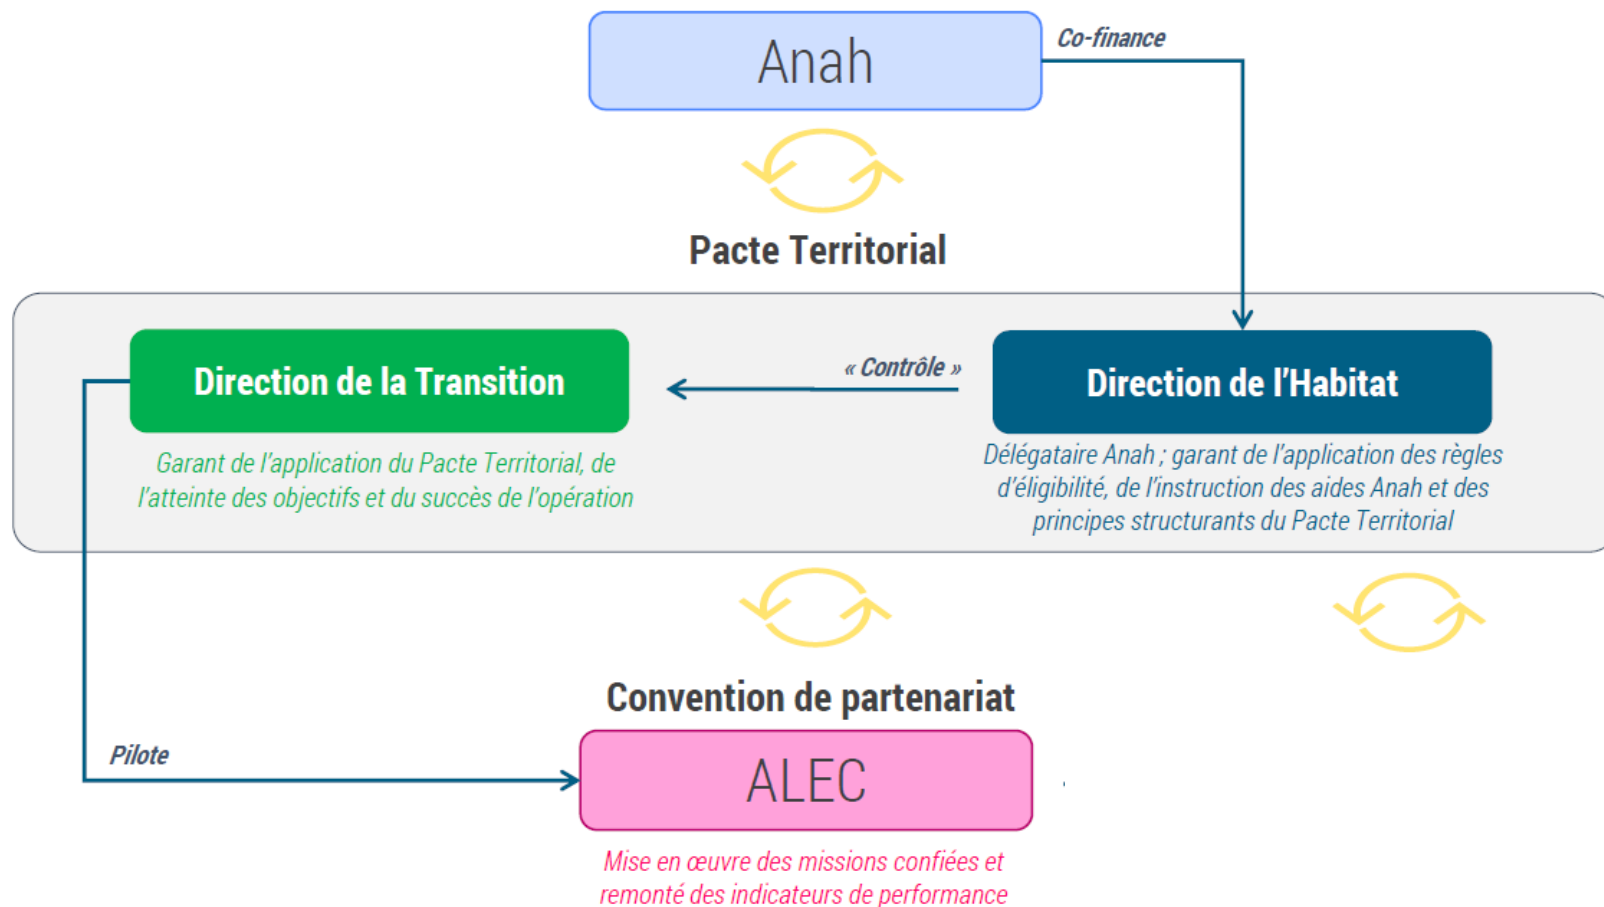 Anah
Co-finance
Pacte Territorial
Direction de la Transition
« Contrôle »
Direction de l'Habitat
Garant de l'application du Pacte Territorial, de
l'atteinte des objectifs et du succès de l'opération
Délégataire Anah ; garant de l'application des règles
d'éligibilité, de l'instruction des aides Anah et des
principes structurants du Pacte Territorial
Convention de partenariat
Pilote
ALEC
Mise en œuvre des missions confiées et
remonté des indicateurs de performance